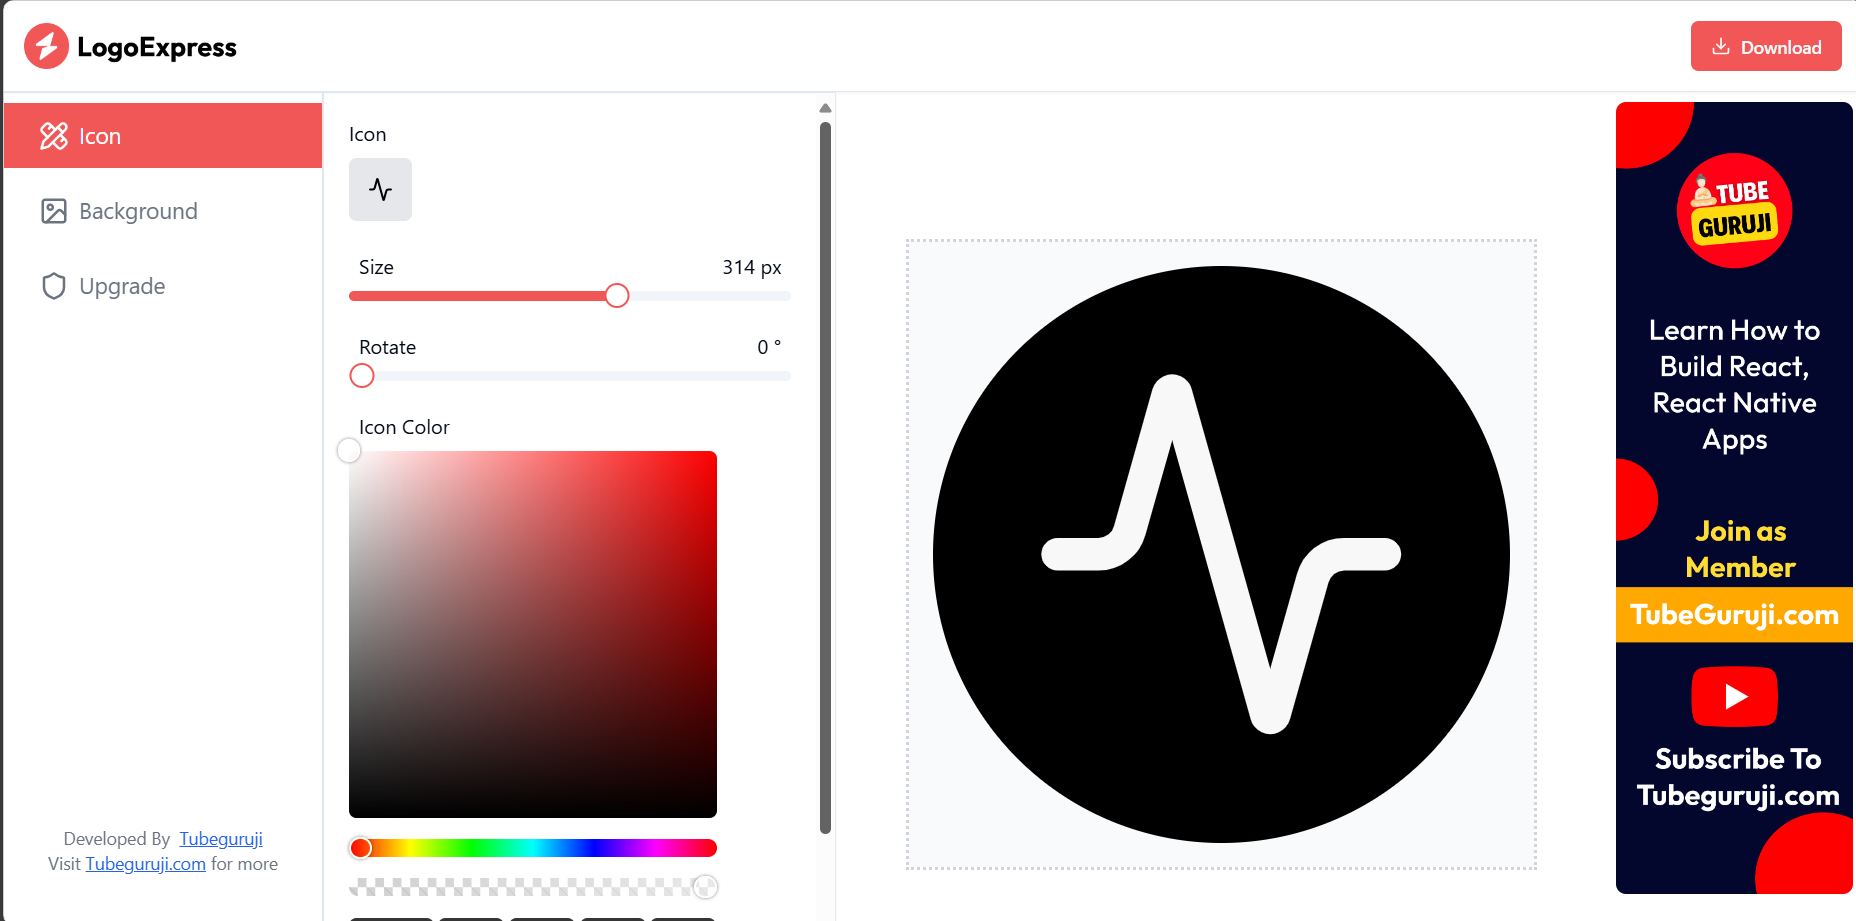 LogoExpress
Download
Icon
Background
Upgrade
Developed By Tubeguruji
Visit Tubeguruji.com for more
Icon
Size 314 px
Rotate 0 °
Icon Color
TUBE
GURUJI
Learn How to
Build React,
React Native
Apps
Join as
Member
TubeGuruji.com
Subscribe To
Tubeguruji.com